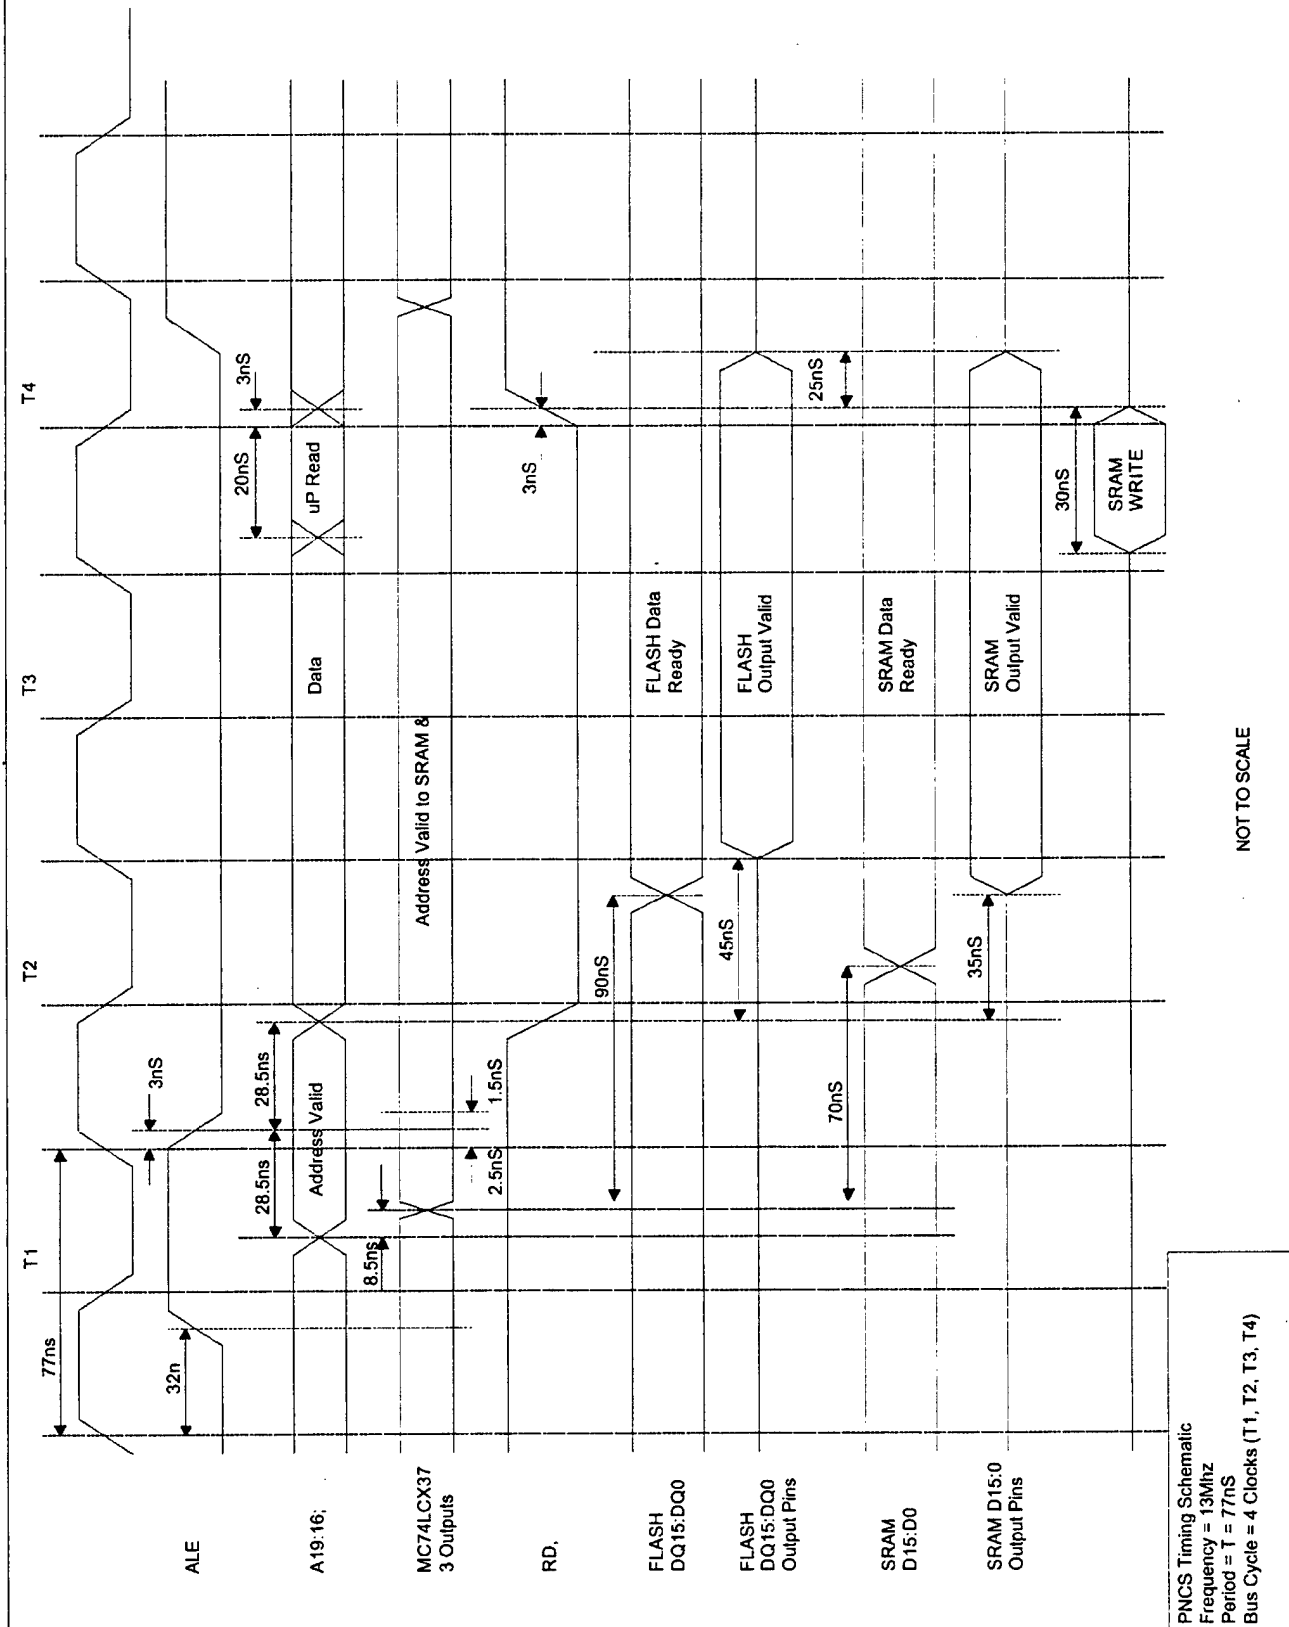 T1
T2
T3
T4
77ns
ALE
32n
3nS
A19:16;
28.5ns
28.5ns
Address Valid
Data
uP Read
20nS
3nS
MC74LCX37
3 Outputs
8.5ns
2.5nS
1.5nS
Address Valid to SRAM &
RD,
3nS
FLASH
DQ15:DQ0
90nS
FLASH Data
Ready
FLASH
DQ15:DQ0
Output Pins
45nS
FLASH
Output Valid
25nS
SRAM
D15:D0
70nS
SRAM Data
Ready
SRAM D15:0
Output Pins
35nS
SRAM
Output Valid
30nS
SRAM
WRITE
NOT TO SCALE
PNCS Timing Schematic
Frequency = 13Mhz
Period = T = 77nS
Bus Cycle = 4 Clocks (T1, T2, T3, T4)